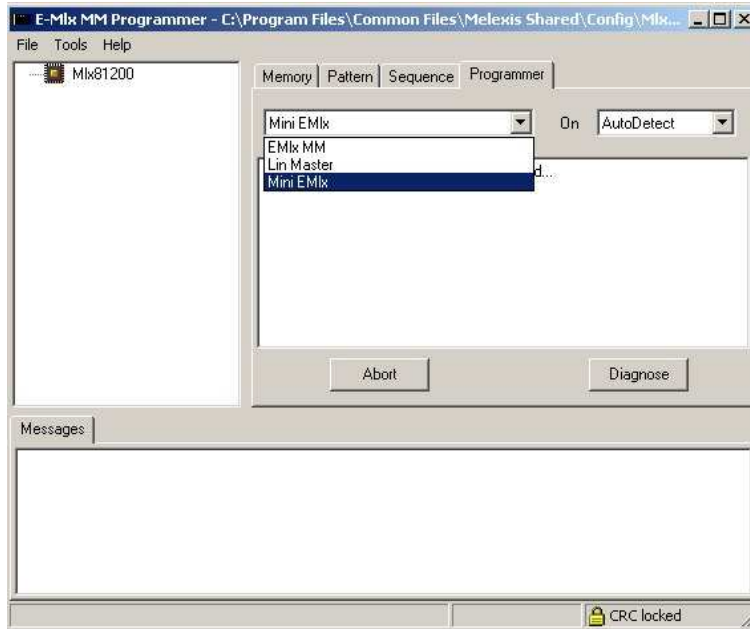 E-Mlx MM Programmer - C:\Program Files\Common Files\Melexis Shared\Config\Mlx...
File Tools Help
Mlx81200
Memory Pattern Sequence Programmer
Mini EMlx On AutoDetect
EMlx MM
Lin Master
Mini EMlx
d...
Abort Diagnose
Messages
CRC locked